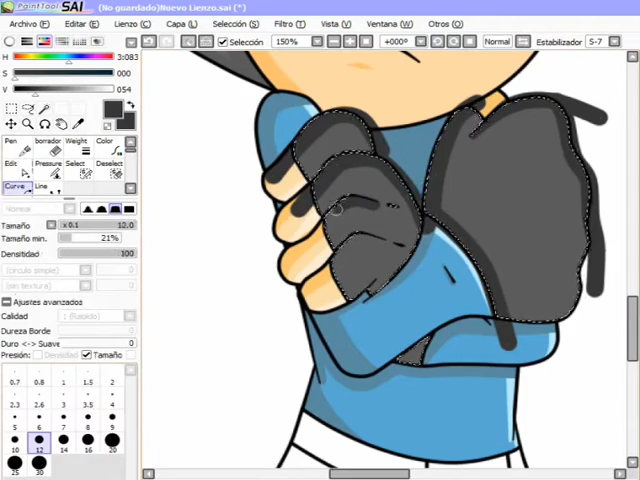 PaintTool SAI (No guardado)Nuevo Lienzo.sai (*)
Archivo (F) Editar (E) Lienzo (C) Capa (L) Selección (S) Filtro (T) Vista (V) Ventana (W) Otros (O)
Selección 150% +000° Normal Estabilizador S-7
H 3:083
S 000
V 054
Pen borrador Weight Color
Edit Pressure Select Deselect
Curve Line
Normal
Tamaño x 0.1 12.0
Tamaño min. 21%
Densitidad 100
(círculo simple)
(sin textura)
Ajustes avanzados
Calidad 1 (Rapido)
Dureza Borde 0
Duro <-> Suave 0
Presión: Densidad Tamaño
0.7 0.8 1 1.5 2
2.3 2.6 3 3.5 4
5 6 7 8 9
10 12 14 16 20
25 30